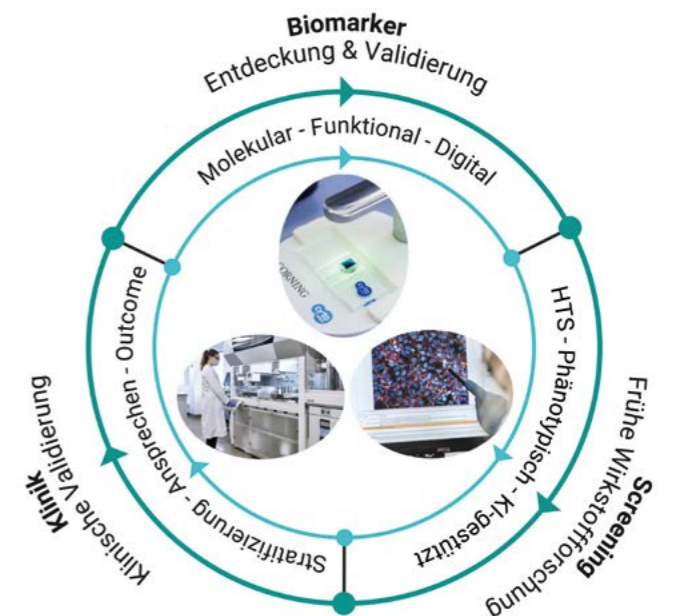 Biomarker
Entdeckung & Validierung
Molekular - Funktional - Digital
Screening
Frühe Wirkstoffforschung
HTS - Phänotypisch - KI-gestützt
Klinik
Klinische Validierung
Stratifizierung - Ansprechen - Outcome
CORNING